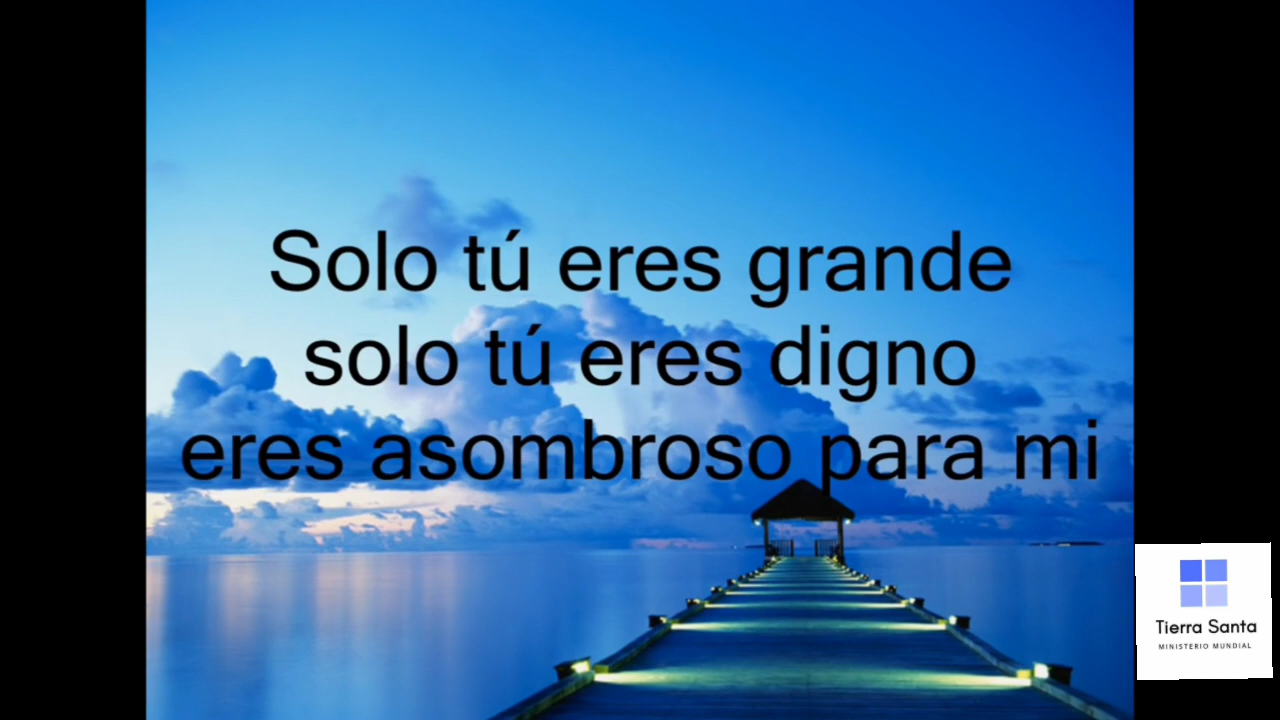 Solo tú eres grande
solo tú eres digno
eres asombroso para mi
Tierra Santa
MINISTERIO MUNDIAL